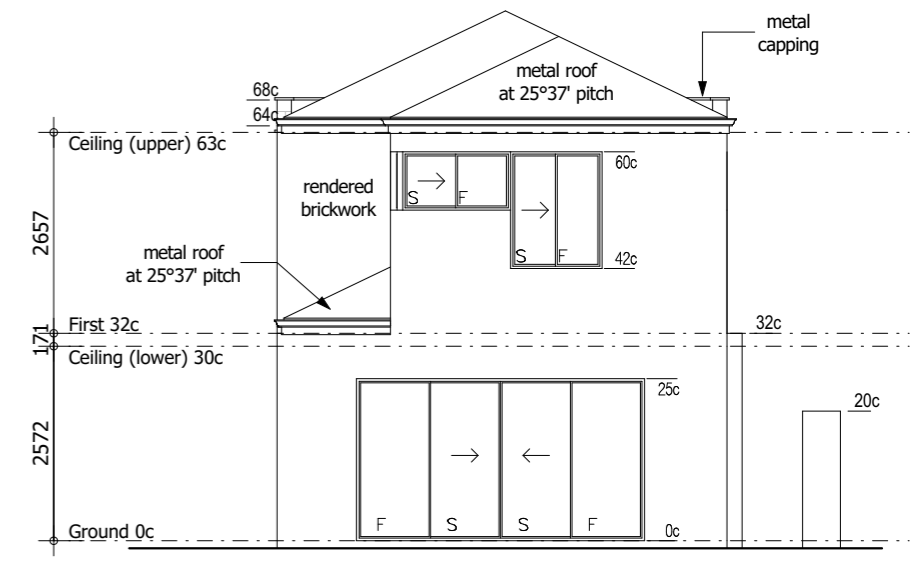 metal
capping
68c
metal roof
at 25°37' pitch
64c
Ceiling (upper) 63c
60c
rendered
brickwork
S F
2657
metal roof
at 25°37' pitch
S F
42c
First 32c
32c
171
Ceiling (lower) 30c
25c
20c
2572
F S S F
Ground 0c
0c